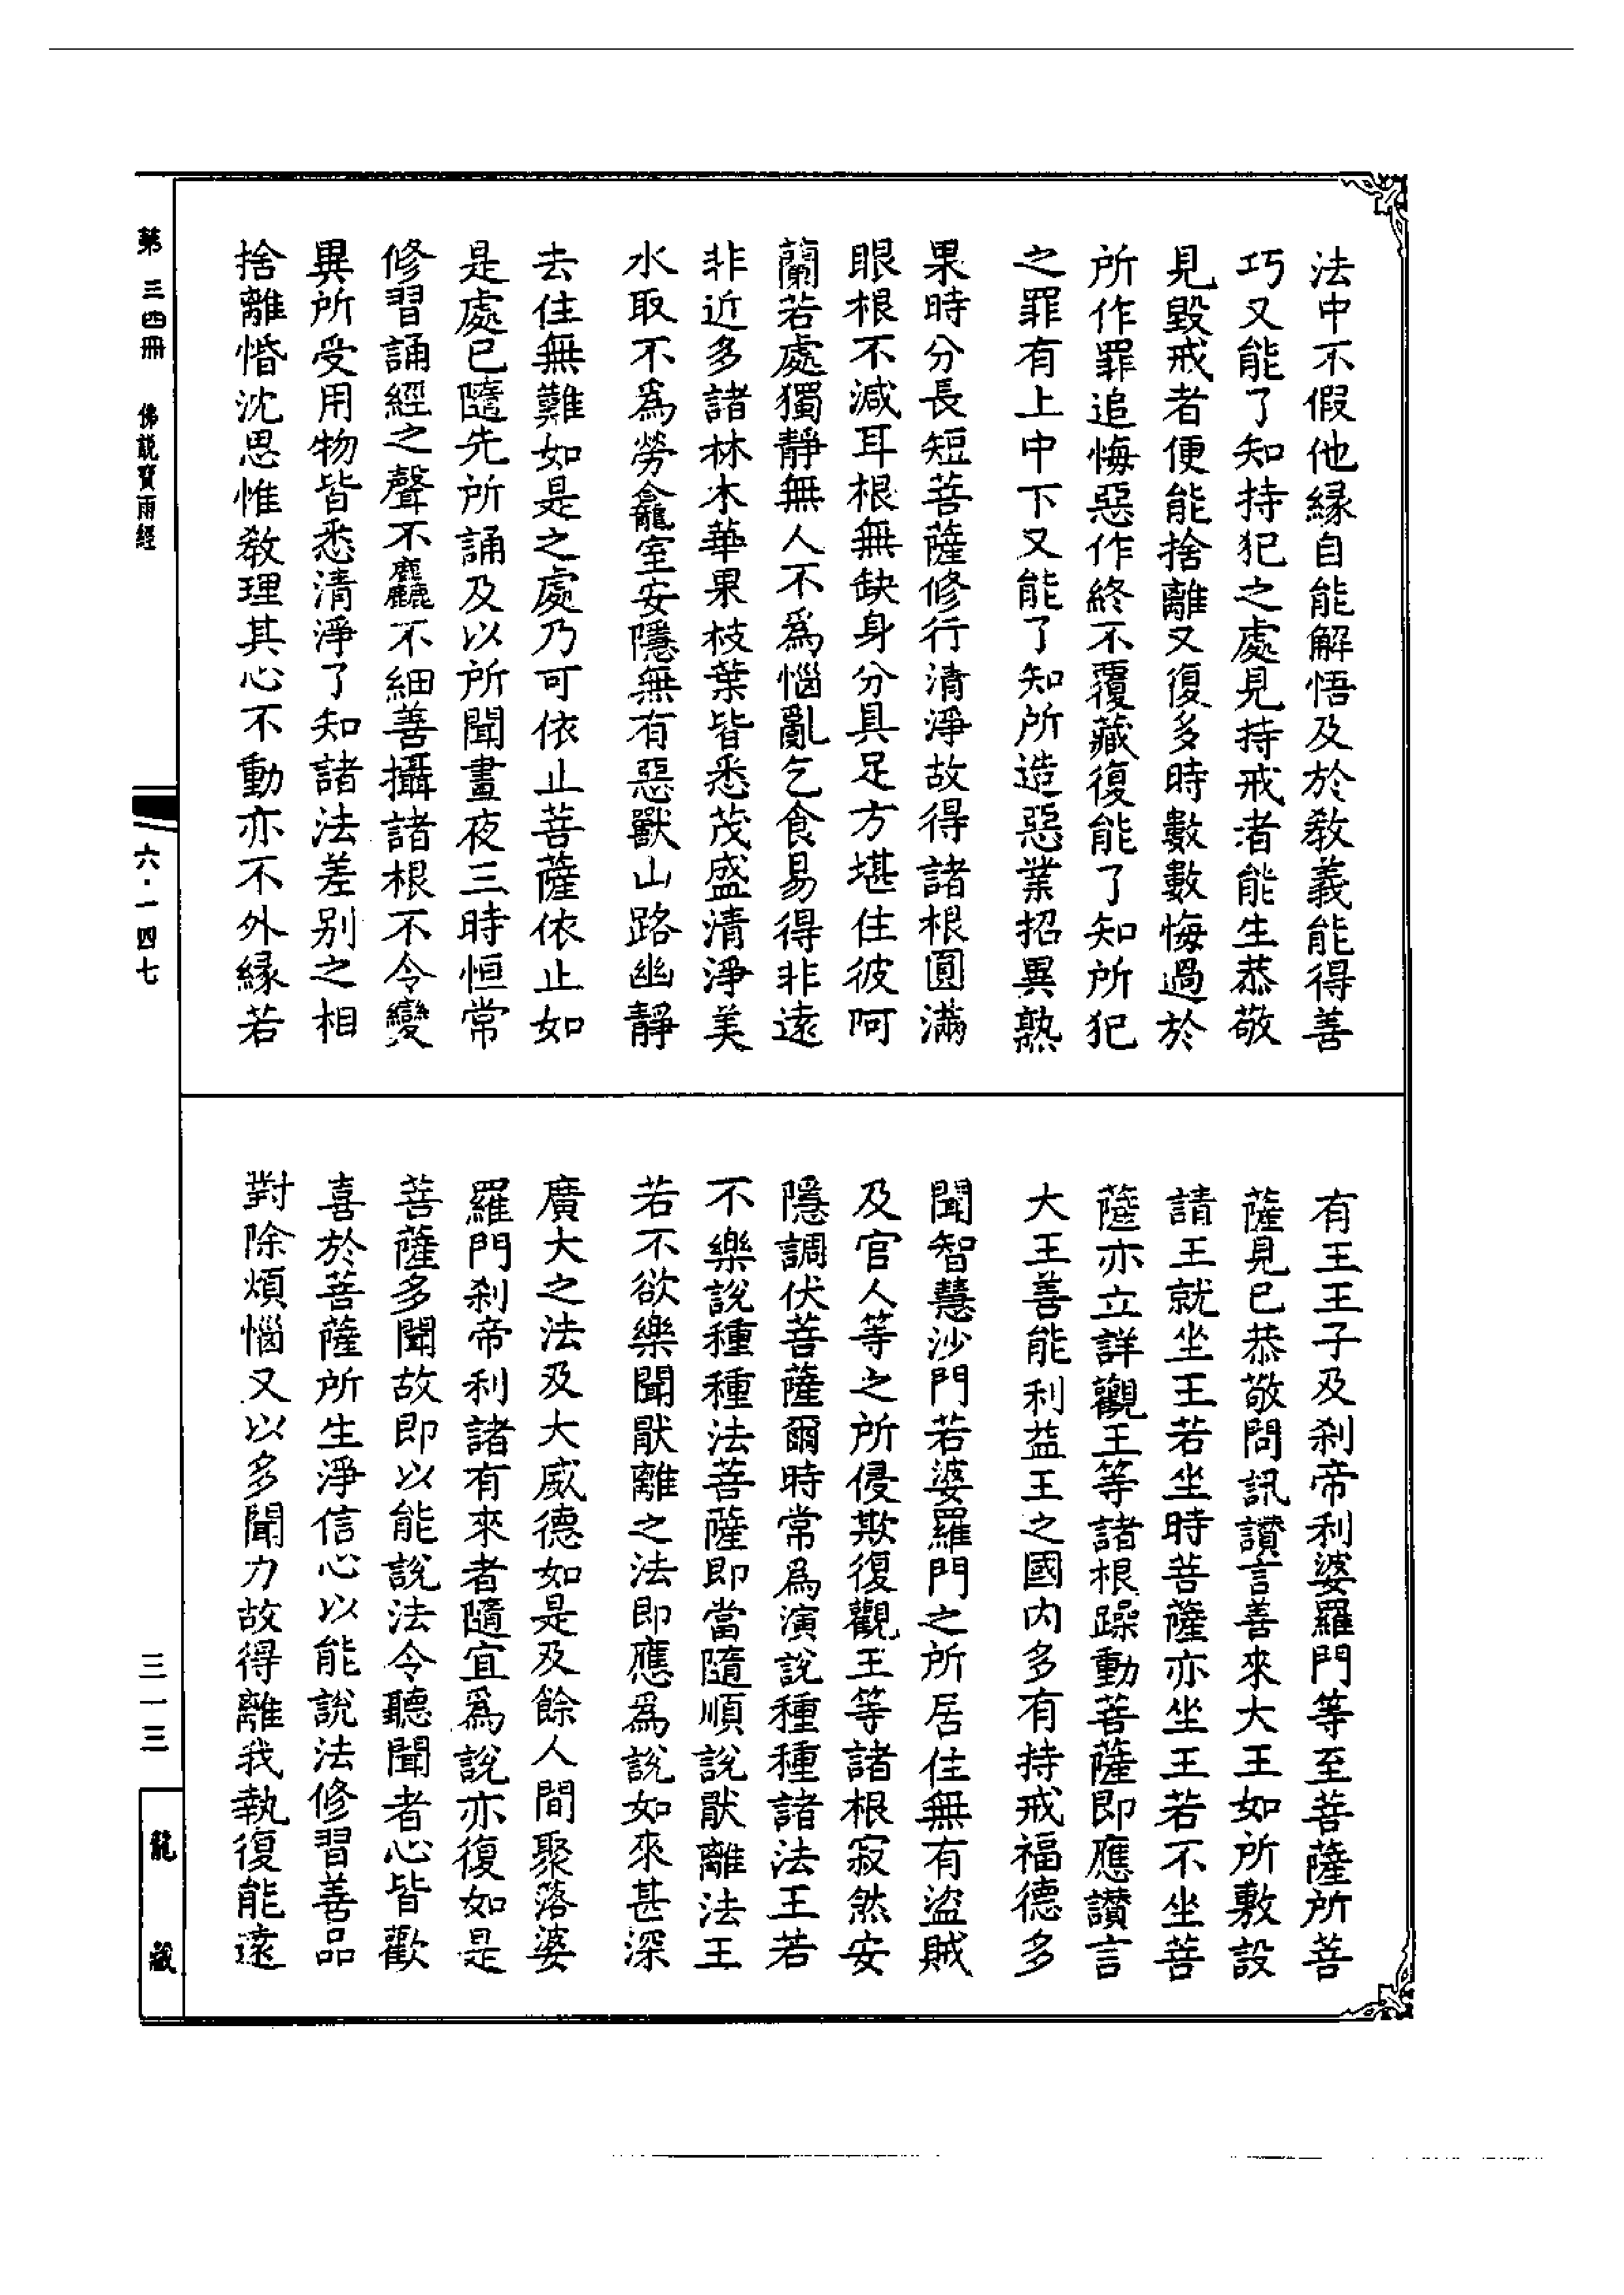 法中不假他縁自能解悟及於敎義能得善
巧又能了知持犯之處見持戒者能生恭敬
見毀戒者便能捨離又復多時數數悔過於
所作罪追悔惡作終不覆藏復能了知所犯
之罪有上中下又能了知所造惡業招異熟
果時分長短菩薩修行清淨故得諸根圓滿
眼根不減耳根無缺身分具足方堪住彼阿
蘭若處獨靜無人不爲惱亂乞食易得非遠
非近多諸林木華果枝葉皆悉茂盛清淨美
水取不爲勞龕室安隱無有惡獸山路幽靜
去住無難如是之處乃可依止菩薩依止如
是處已隨先所誦及以所聞晝夜三時恒常
修習誦經之聲不麤不細善攝諸根不令變
異所受用物皆悉清淨了知諸法差别之相
捨離惛沈思惟敎理其心不動亦不外縁若
有王王子及刹帝利婆羅門等至菩薩所菩
薩見已恭敬問訊讚言善來大王如所敷設
請王就坐王若坐時菩薩亦坐王若不坐菩
薩亦立詳觀王等諸根躁動菩薩即應讚言
大王善能利益王之國内多有持戒福德多
聞智慧沙門若婆羅門之所居住無有盜賊
及官人等之所侵欺復觀王等諸根寂然安
隱調伏菩薩爾時常爲演說種種諸法王若
不樂說種種法菩薩即當隨順說猒離法王
若不欲樂聞猒離之法即應爲說如來甚深
廣大之法及大威德如是及餘人間聚落婆
羅門刹帝利諸有來者隨宜爲說亦復如是
菩薩多聞故即以能說法令聽聞者心皆歡
喜於菩薩所生淨信心以能說法修習善品
對除煩惱又以多聞力故得離我執復能遠
第三四冊 佛説寶雨經
六·一四七
三一三
龍藏